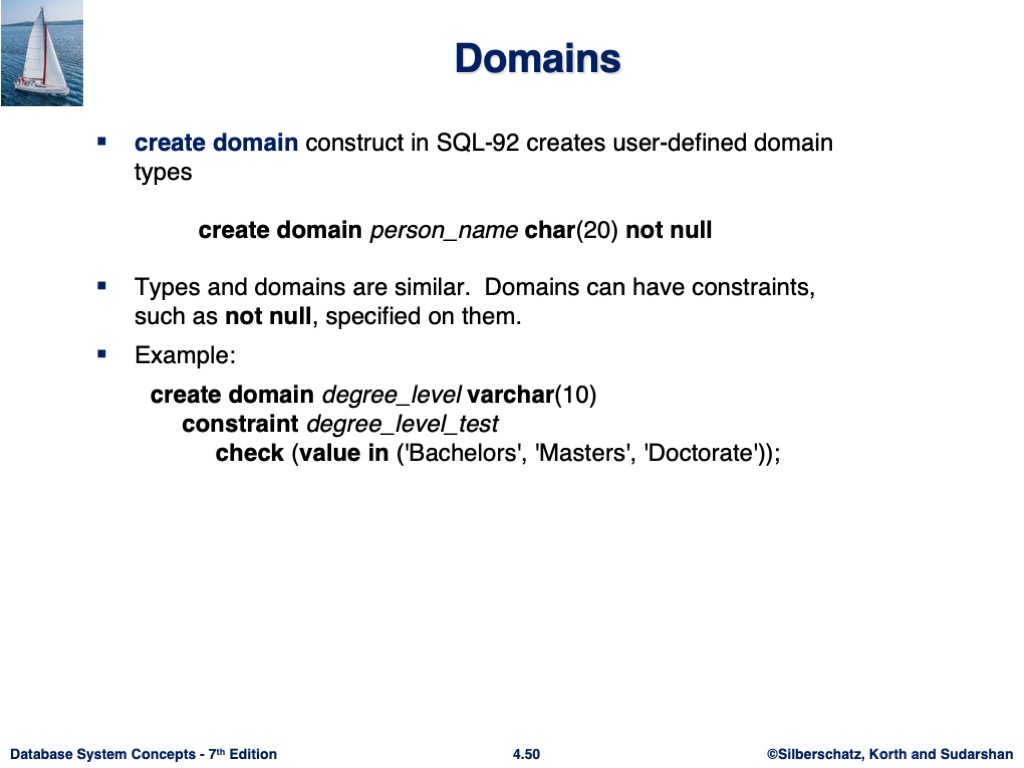 Domains
▪ create domain construct in SQL-92 creates user-defined domain
types
create domain person_name char(20) not null
▪ Types and domains are similar.  Domains can have constraints,
such as not null, specified on them.
▪ Example:
create domain degree_level varchar(10)
constraint degree_level_test
check (value in ('Bachelors', 'Masters', 'Doctorate'));
Database System Concepts - 7th Edition
4.50
©Silberschatz, Korth and Sudarshan